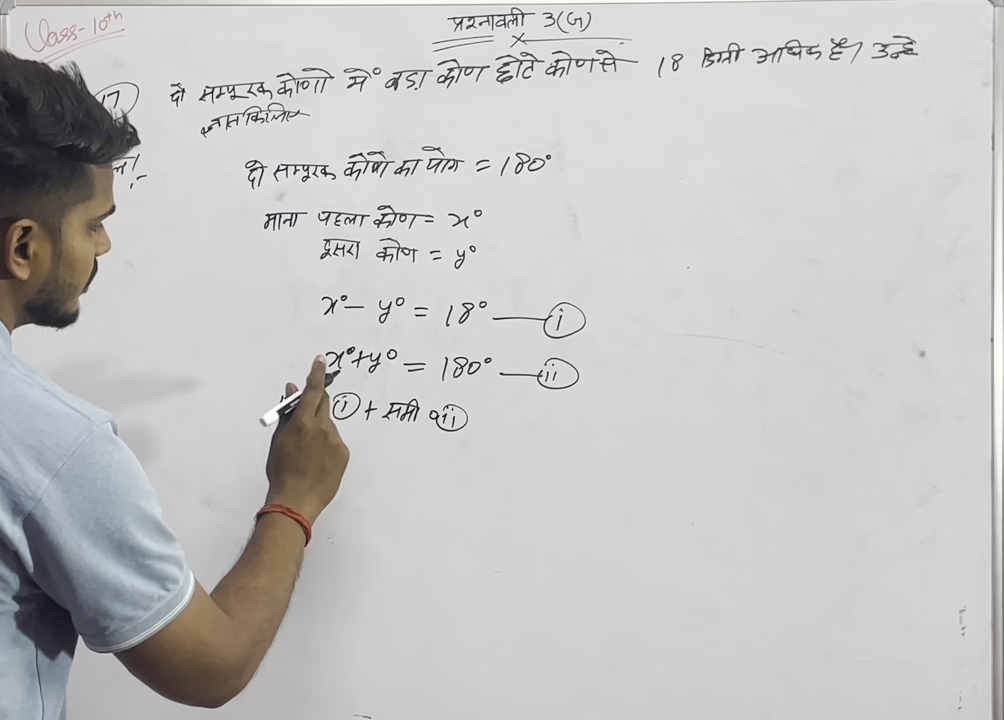 Class-10th
प्रश्नावली 3(G)
17 दो सम्पूरक कोणो में बड़ा कोण छोटे कोण से 18 डिग्री अधिक है। उन्हे
ज्ञात किजिए
दो सम्पूरक कोणो का योग = 180°
माना पहला कोण = x°
दूसरा कोण = y°
x° - y° = 18° — (i)
x° + y° = 180° — (ii)
(i) + समी (ii)